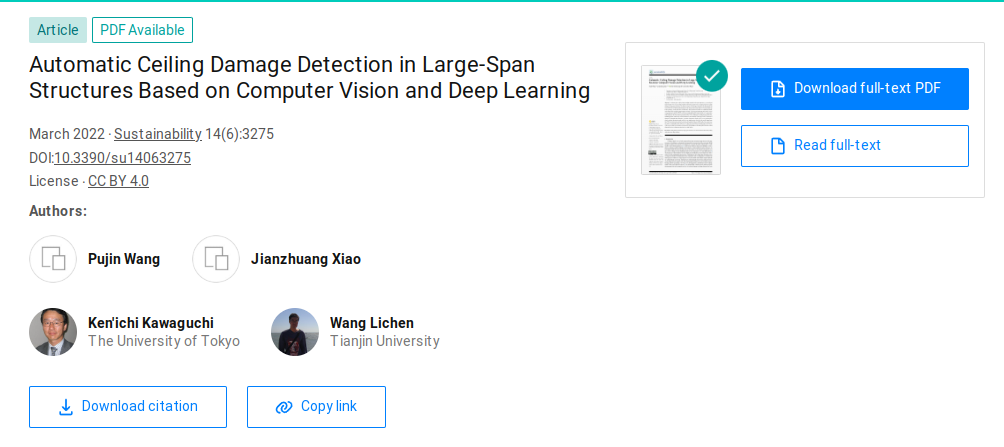 Article PDF Available
Automatic Ceiling Damage Detection in Large-Span
Structures Based on Computer Vision and Deep Learning
March 2022 · Sustainability 14(6):3275
DOI:10.3390/su14063275
License · CC BY 4.0
Authors:
Pujin Wang
Jianzhuang Xiao
Ken'ichi Kawaguchi
The University of Tokyo
Wang Lichen
Tianjin University
Download citation
Copy link
Download full-text PDF
Read full-text